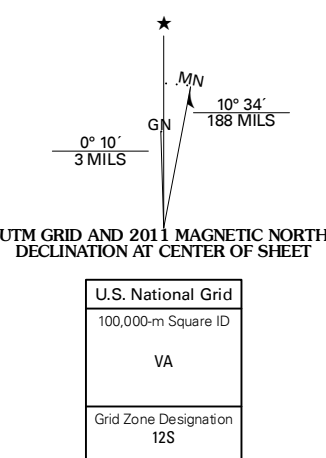 ★
MN
GN
10° 34´
188 MILS
0° 10´
3 MILS
UTM GRID AND 2011 MAGNETIC NORTH
DECLINATION AT CENTER OF SHEET
U.S. National Grid
100,000-m Square ID
VA
Grid Zone Designation
12S